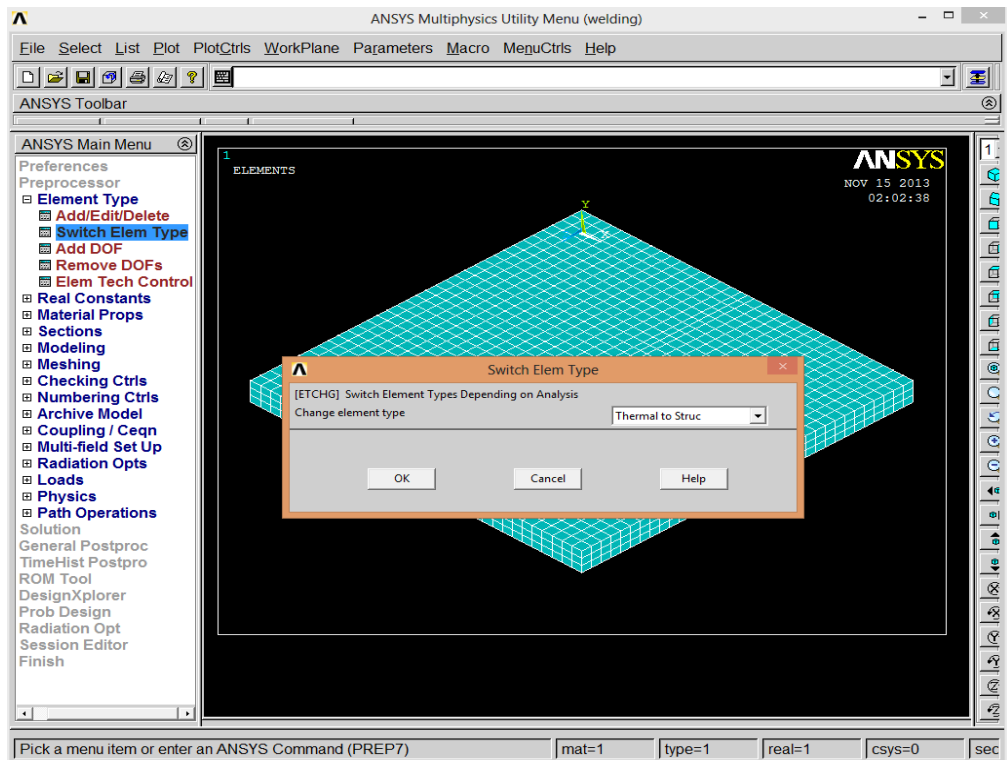 ANSYS Multiphysics Utility Menu (welding)
File Select List Plot PlotCtrls WorkPlane Parameters Macro MenuCtrls Help
ANSYS Toolbar
ANSYS Main Menu
Preferences
Preprocessor
Element Type
Add/Edit/Delete
Switch Elem Type
Add DOF
Remove DOFs
Elem Tech Control
Real Constants
Material Props
Sections
Modeling
Meshing
Checking Ctrls
Numbering Ctrls
Archive Model
Coupling / Ceqn
Multi-field Set Up
Radiation Opts
Loads
Physics
Path Operations
Solution
General Postproc
TimeHist Postpro
ROM Tool
DesignXplorer
Prob Design
Radiation Opt
Session Editor
Finish
1
ELEMENTS
ANSYS
NOV 15 2013
02:02:38
Y
Switch Elem Type
[ETCHG] Switch Element Types Depending on Analysis
Change element type Thermal to Struc
OK Cancel Help
1
Pick a menu item or enter an ANSYS Command (PREP7) mat=1 type=1 real=1 csys=0 sec